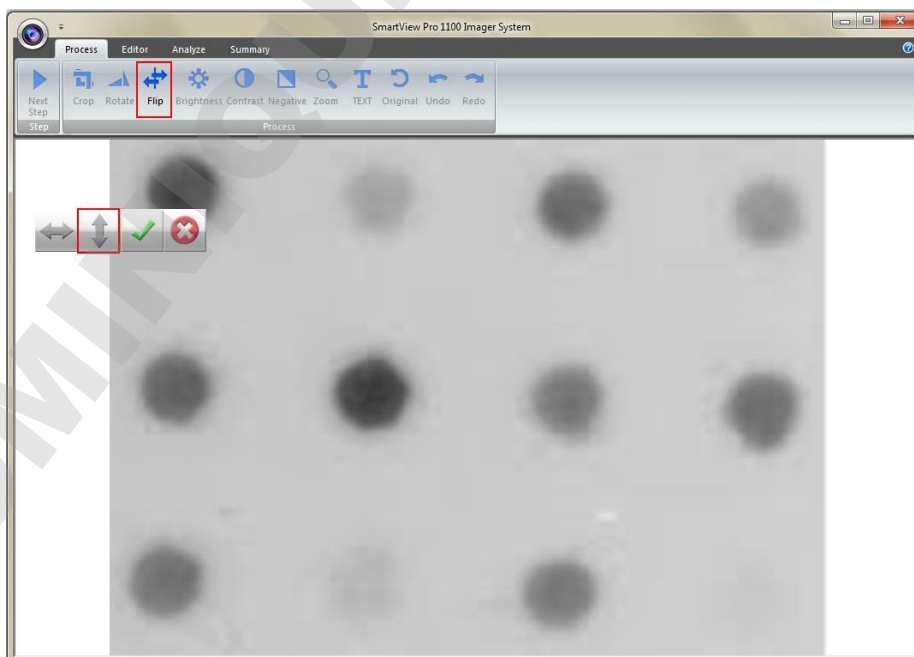 SmartView Pro 1100 Imager System
Process Editor Analyze Summary
Next Step Crop Rotate Flip Brightness Contrast Negative Zoom TEXT Original Undo Redo
Step Process